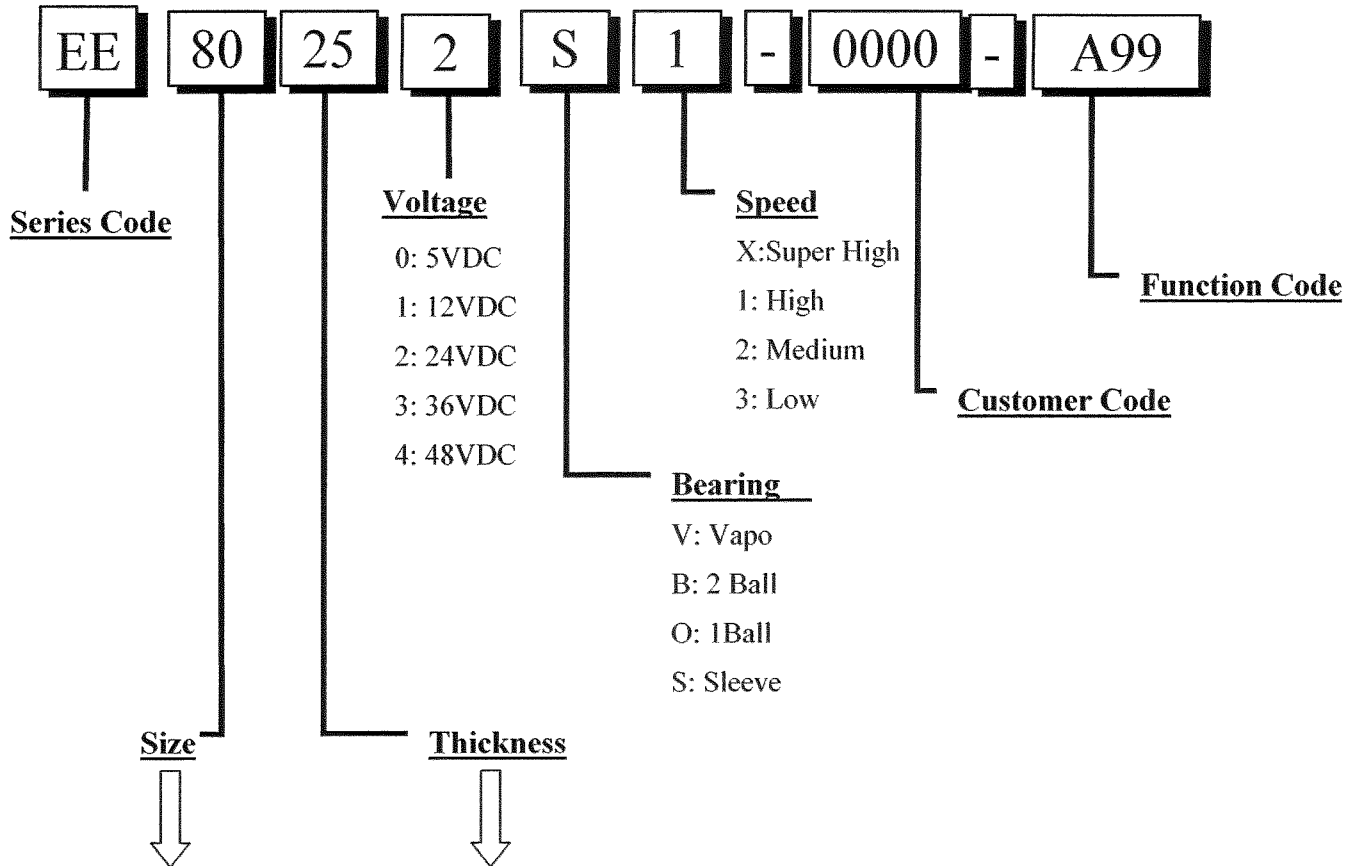 EE 80 25 2 S 1 - 0000 - A99
Series Code
Voltage
0: 5VDC
1: 12VDC
2: 24VDC
3: 36VDC
4: 48VDC
Speed
X:Super High
1: High
2: Medium
3: Low
Function Code
Customer Code
Bearing
V: Vapo
B: 2 Ball
O: 1Ball
S: Sleeve
Size
Thickness